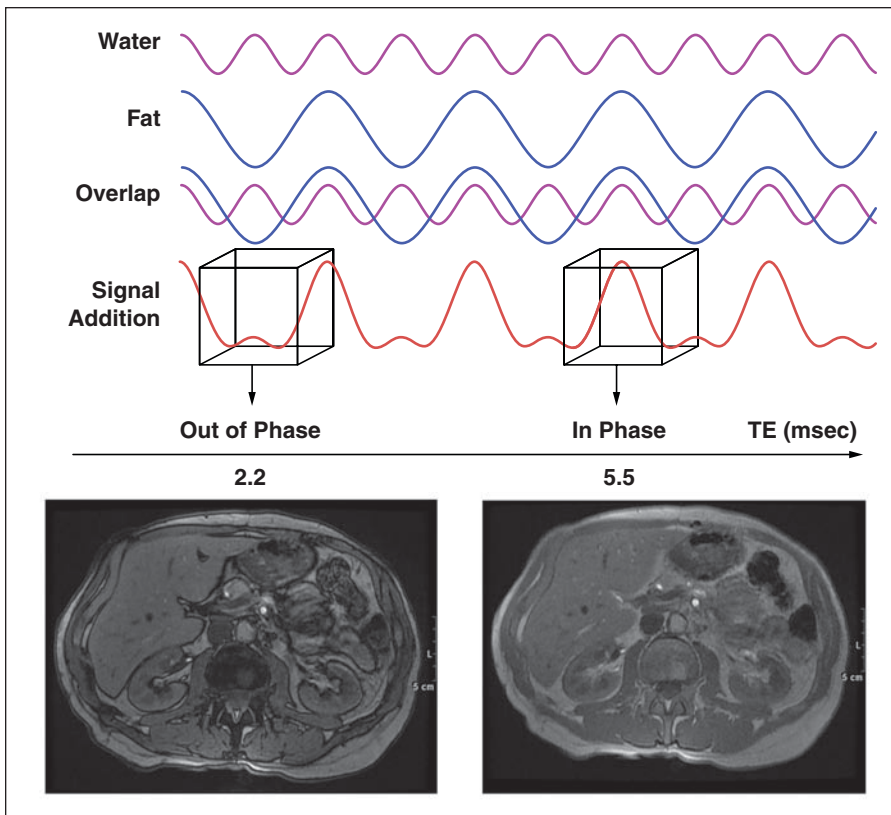 Water
Fat
Overlap
Signal
Addition
Out of Phase In Phase TE (msec)
2.2 5.5
L
5 cm
L
5 cm